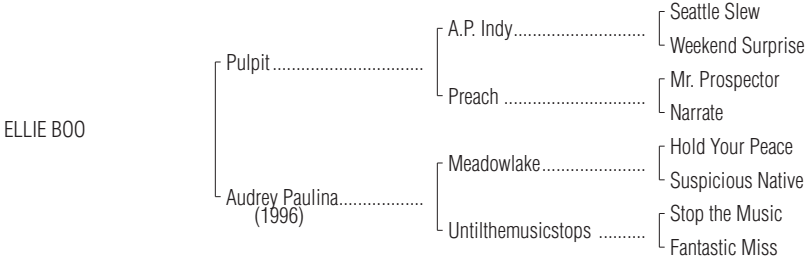 Seattle Slew
A.P. Indy............................
Weekend Surprise
Pulpit................................
Mr. Prospector
Preach ..............................
Narrate
ELLIE BOO
Hold Your Peace
Meadowlake......................
Suspicious Native
Audrey Paulina..................
(1996)
Stop the Music
Untilthemusicstops ..........
Fantastic Miss